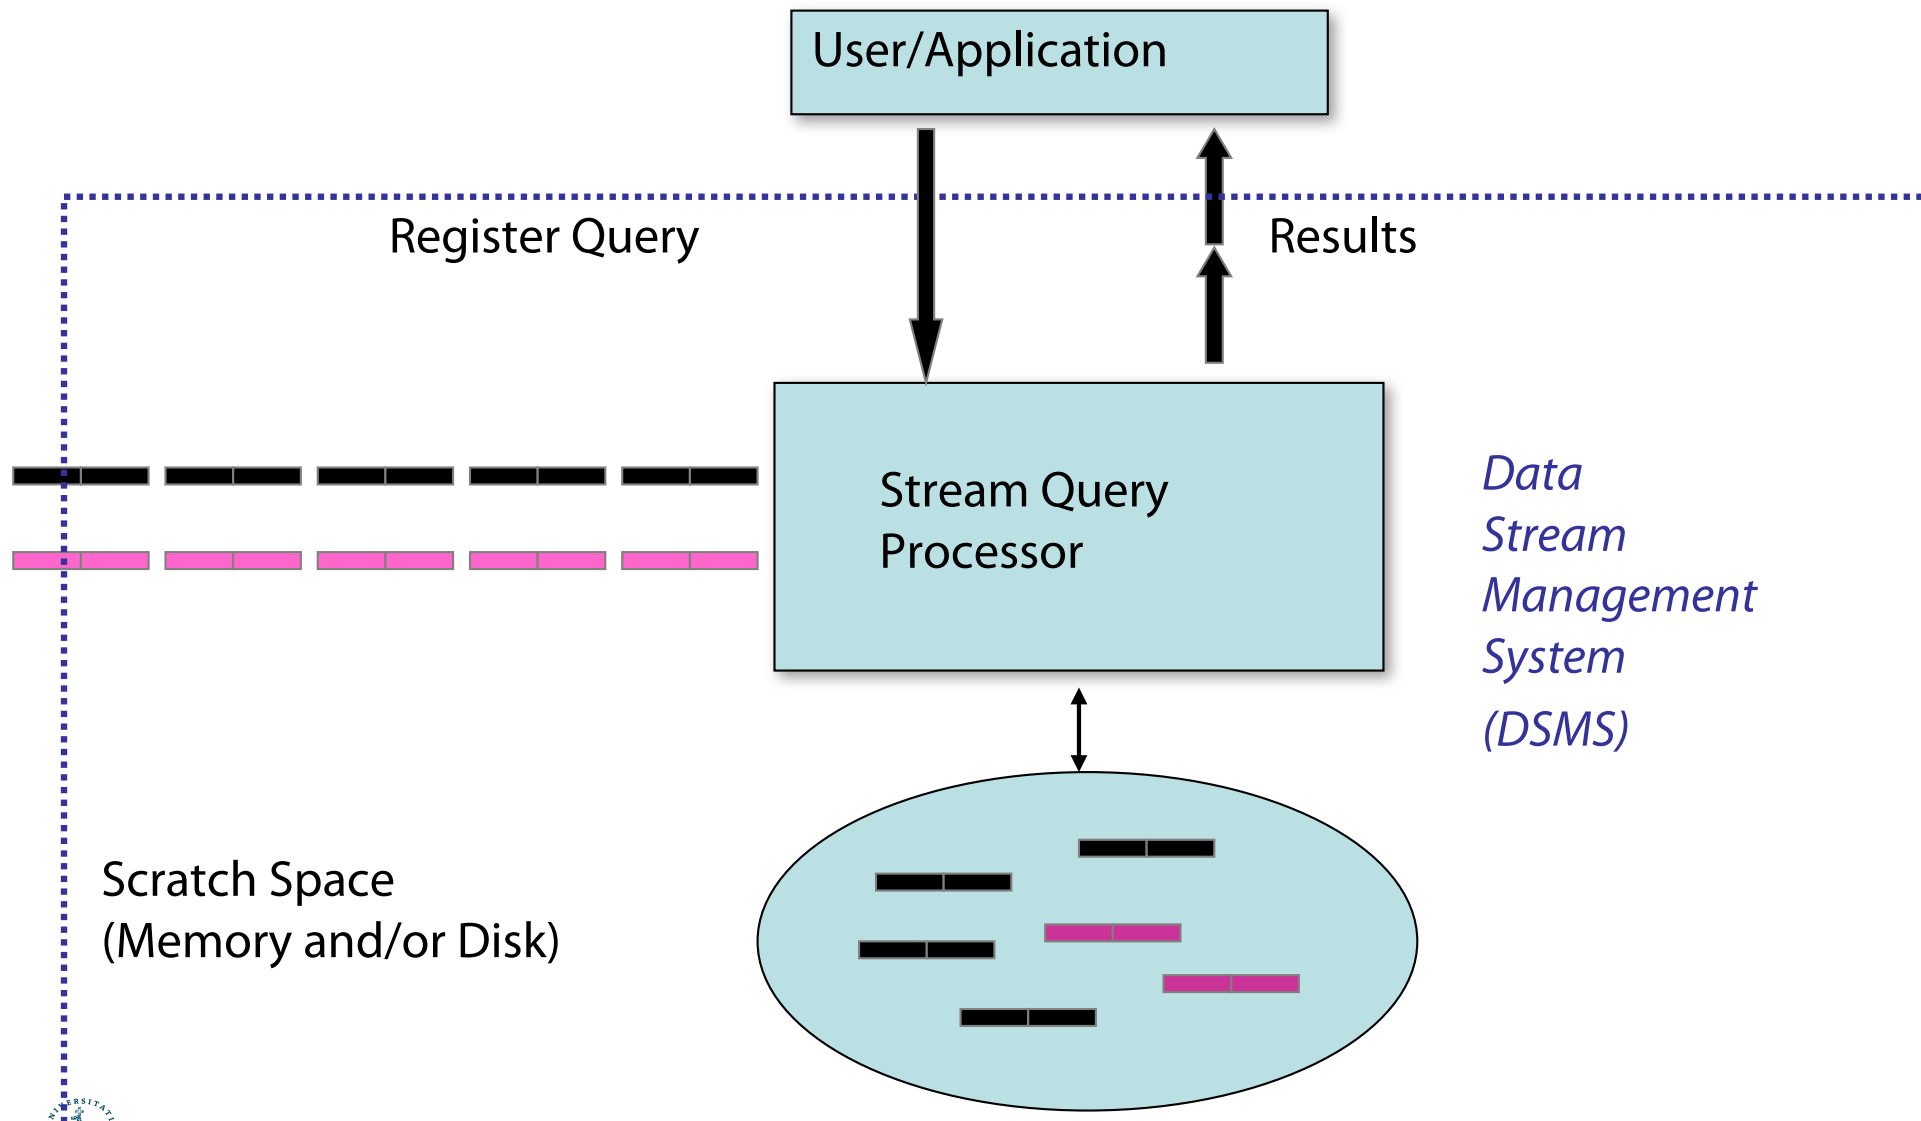 User/Application
Register Query
Results
Stream Query
Processor
Data
Stream
Management
System
(DSMS)
Scratch Space
(Memory and/or Disk)